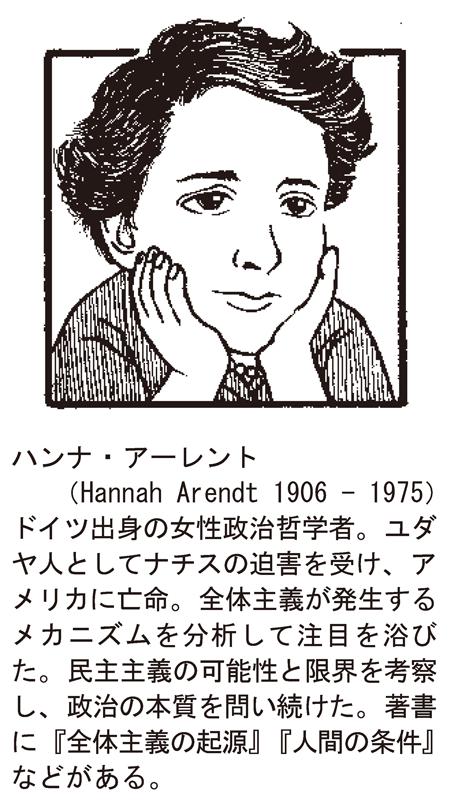 ハンナ・アーレント
(Hannah Arendt 1906 – 1975)
ドイツ出身の女性政治哲学者。ユダ
ヤ人としてナチスの迫害を受け、ア
メリカに亡命。全体主義が発生する
メカニズムを分析して注目を浴び
た。民主主義の可能性と限界を考察
し、政治の本質を問い続けた。著書
に『全体主義の起源』『人間の条件』
などがある。